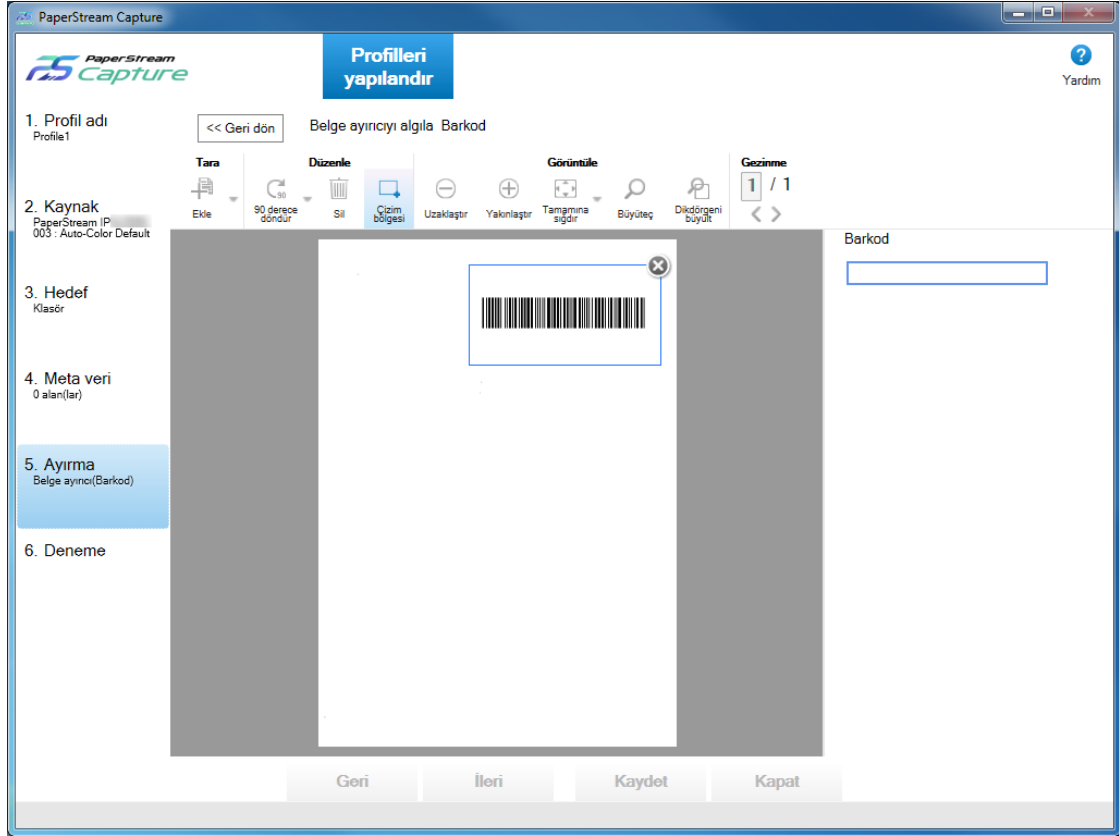 PaperStream Capture
PaperStream
Capture
Profilleri
yapılandır
?
Yardım
1. Profil adı
Profile1
<< Geri dön
Belge ayırıcıyı algıla Barkod
Tara
Düzenle
Görüntüle
Gezinme
90
1 / 1
Ekle
90 derece
döndür
Sil
Çizim
bölgesi
Uzaklaştır
Yakınlaştır
Tamamına
sığdır
Büyüteç
Dikdörgeni
büyült
2. Kaynak
PaperStream IP
003 : Auto-Color Default
Barkod
3. Hedef
Klasör
4. Meta veri
0 alan(lar)
5. Ayırma
Belge ayırıcı(Barkod)
6. Deneme
Geri
İleri
Kaydet
Kapat